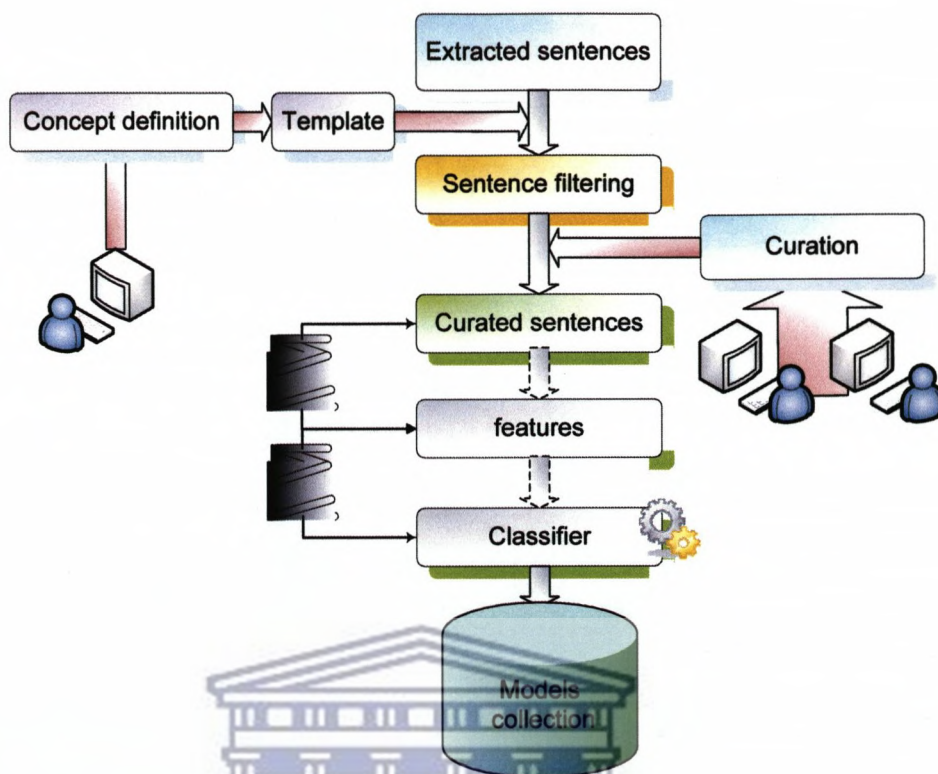 Extracted sentences
Concept definition
Template
Sentence filtering
Curation
Curated sentences
features
Classifier
Models
collection